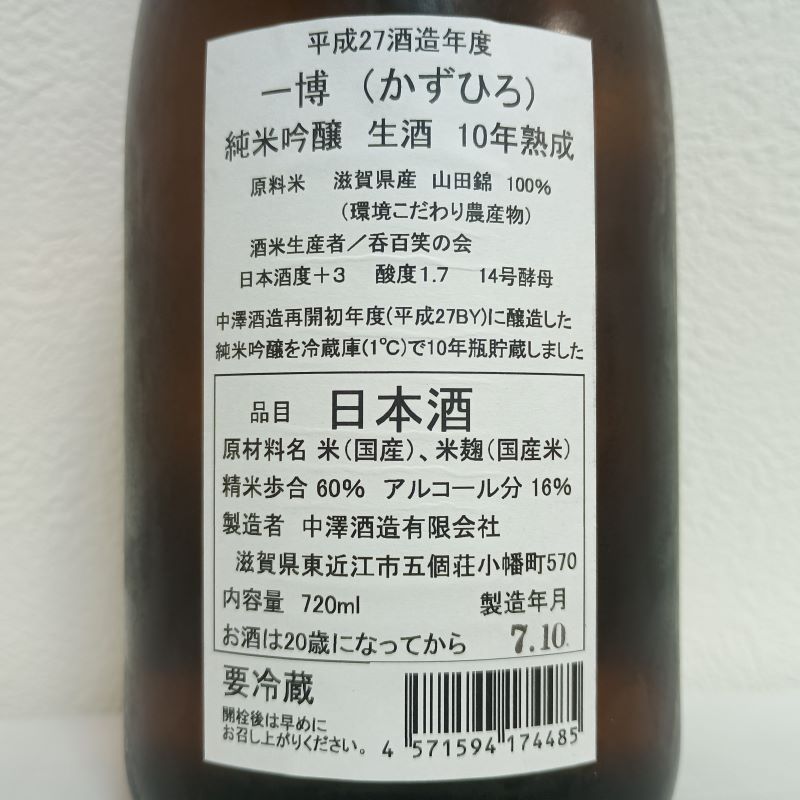 平成27酒造年度
一博 (かずひろ)
純米吟醸 生酒 10年熟成
原料米 滋賀県産 山田錦 100%
(環境こだわり農産物)
酒米生産者/呑百笑の会
日本酒度+3 酸度1.7 14号酵母
中澤酒造再開初年度(平成27BY)に醸造した
純米吟醸を冷蔵庫(1℃)で10年瓶貯蔵しました
品目 日本酒
原材料名 米(国産)、米麹(国産米)
精米歩合 60% アルコール分 16%
製造者 中澤酒造有限会社
滋賀県東近江市五個荘小幡町570
内容量 720ml 製造年月
お酒は20歳になってから 7.10.
要冷蔵
開栓後は早めに
お召し上がりください。
4 571594 174485